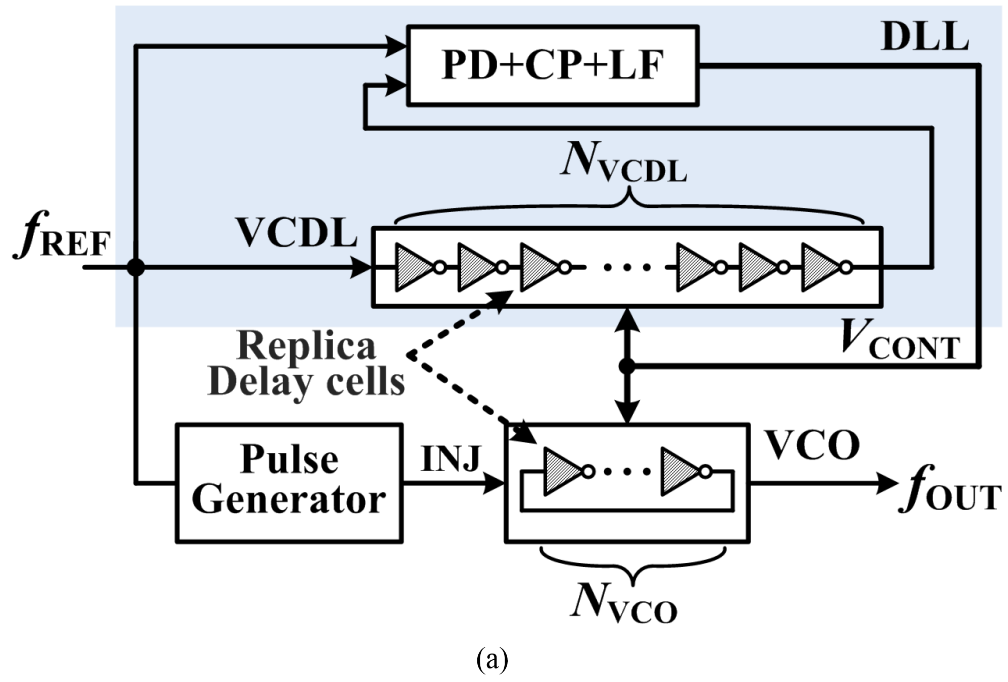 DLL
PD+CP+LF
NVCDL
fREF
VCDL
VCONT
Replica
Delay cells
Pulse
Generator
INJ
VCO
fOUT
NVCO
(a)